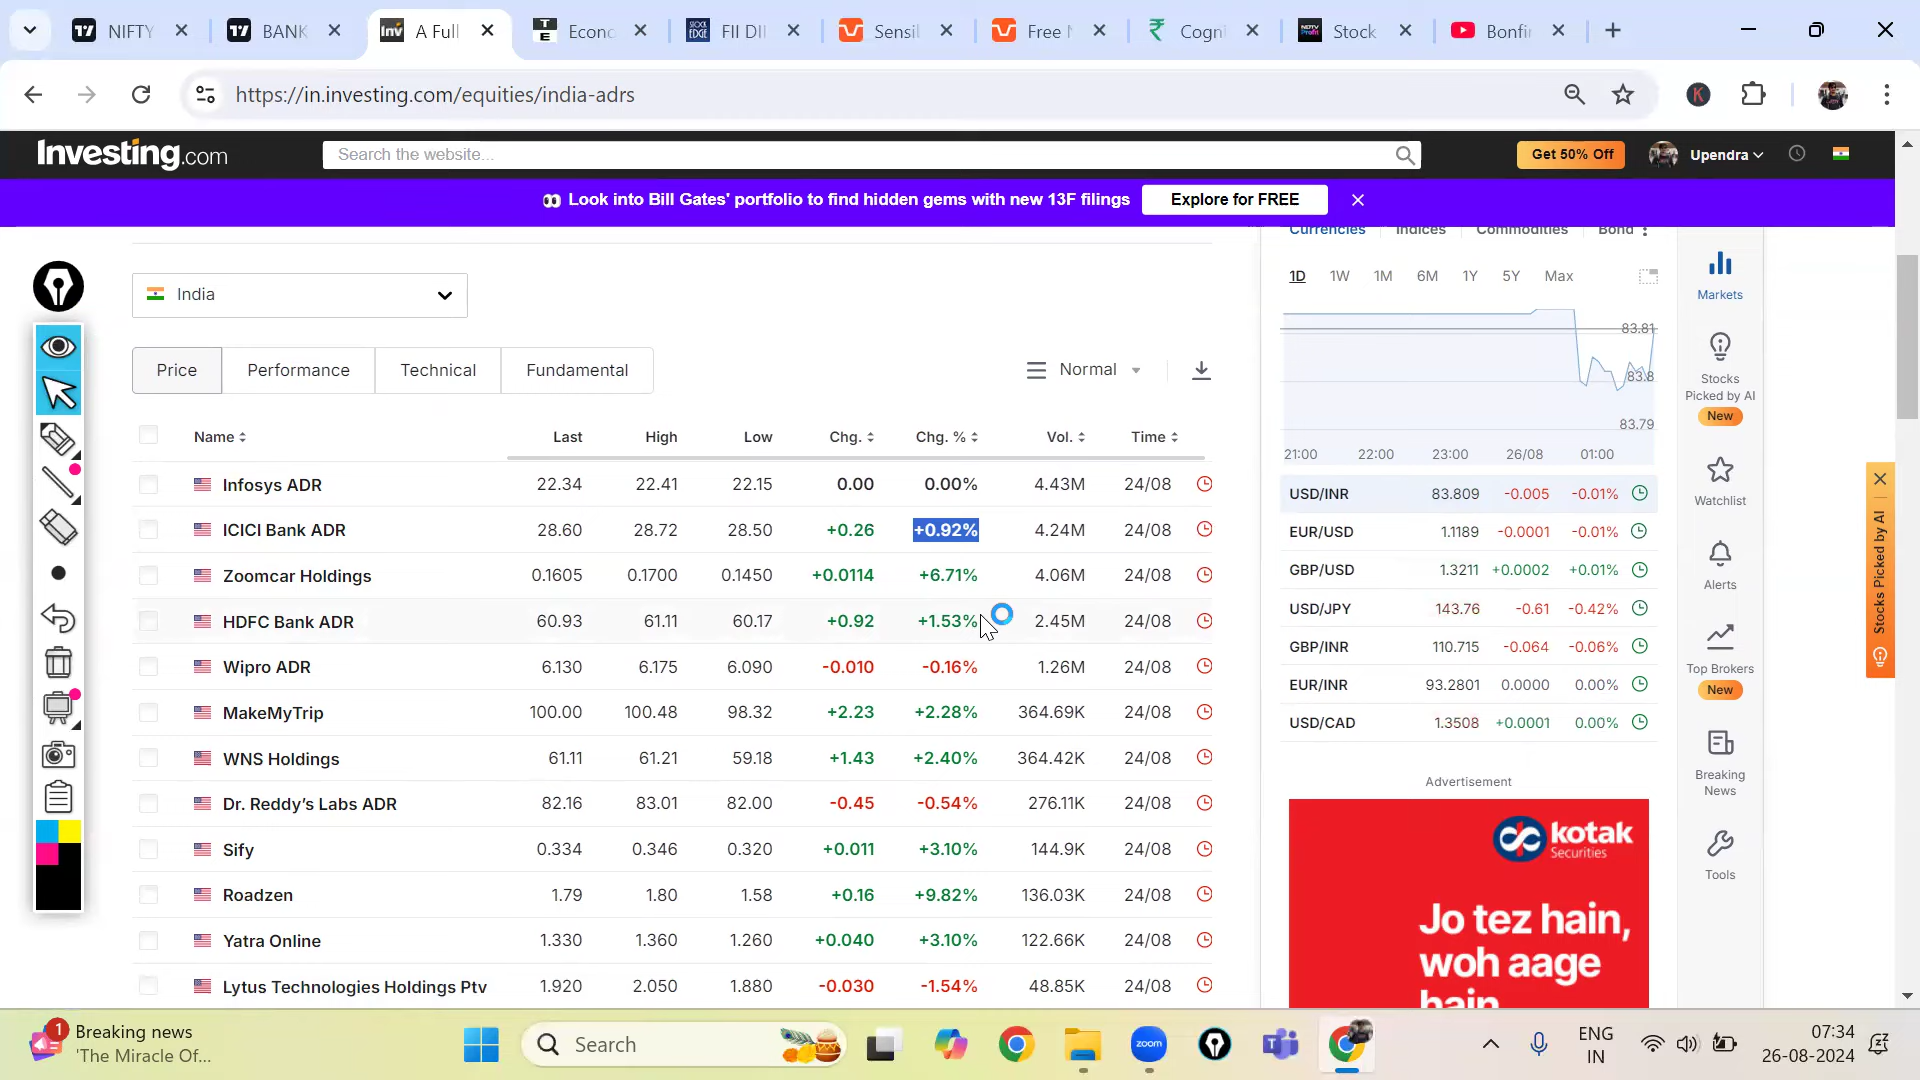 NIFTY
BANK
A Full
Econo
FII DII
Sensi
Free
Cogni
Stock
Bonfi
https://in.investing.com/equities/india-adrs
Investing.com
Search the website...
Get 50% Off
Upendra
Look into Bill Gates' portfolio to find hidden gems with new 13F filings
Explore for FREE
India
Price
Performance
Technical
Fundamental
Normal
Name Last High Low Chg. Chg. % Vol. Time
Infosys ADR 22.34 22.41 22.15 0.00 0.00% 4.43M 24/08
ICICI Bank ADR 28.60 28.72 28.50 +0.26 +0.92% 4.24M 24/08
Zoomcar Holdings 0.1605 0.1700 0.1450 +0.0114 +6.71% 4.06M 24/08
HDFC Bank ADR 60.93 61.11 60.17 +0.92 +1.53% 2.45M 24/08
Wipro ADR 6.130 6.175 6.090 -0.010 -0.16% 1.26M 24/08
MakeMyTrip 100.00 100.48 98.32 +2.23 +2.28% 364.69K 24/08
WNS Holdings 61.11 61.21 59.18 +1.43 +2.40% 364.42K 24/08
Dr. Reddy's Labs ADR 82.16 83.01 82.00 -0.45 -0.54% 276.11K 24/08
Sify 0.334 0.346 0.320 +0.011 +3.10% 144.9K 24/08
Roadzen 1.79 1.80 1.58 +0.16 +9.82% 136.03K 24/08
Yatra Online 1.330 1.360 1.260 +0.040 +3.10% 122.66K 24/08
Lytus Technologies Holdings Ptv 1.920 2.050 1.880 -0.030 -1.54% 48.85K 24/08
Currencies Indices Commodities Bond
1D 1W 1M 6M 1Y 5Y Max
83.81
83.8
83.79
21:00 22:00 23:00 26/08 01:00
USD/INR 83.809 -0.005 -0.01%
EUR/USD 1.1189 -0.0001 -0.01%
GBP/USD 1.3211 +0.0002 +0.01%
USD/JPY 143.76 -0.61 -0.42%
GBP/INR 110.715 -0.064 -0.06%
EUR/INR 93.2801 0.0000 0.00%
USD/CAD 1.3508 +0.0001 0.00%
Advertisement
kotak
Securities
Jo tez hain,
woh aage
hain
Markets
Stocks
Picked by AI
New
Watchlist
Alerts
Top Brokers
New
Breaking
News
Tools
Stocks Picked by AI
1
Breaking news
'The Miracle Of...
Search
zoom
ENG
IN
07:34
26-08-2024